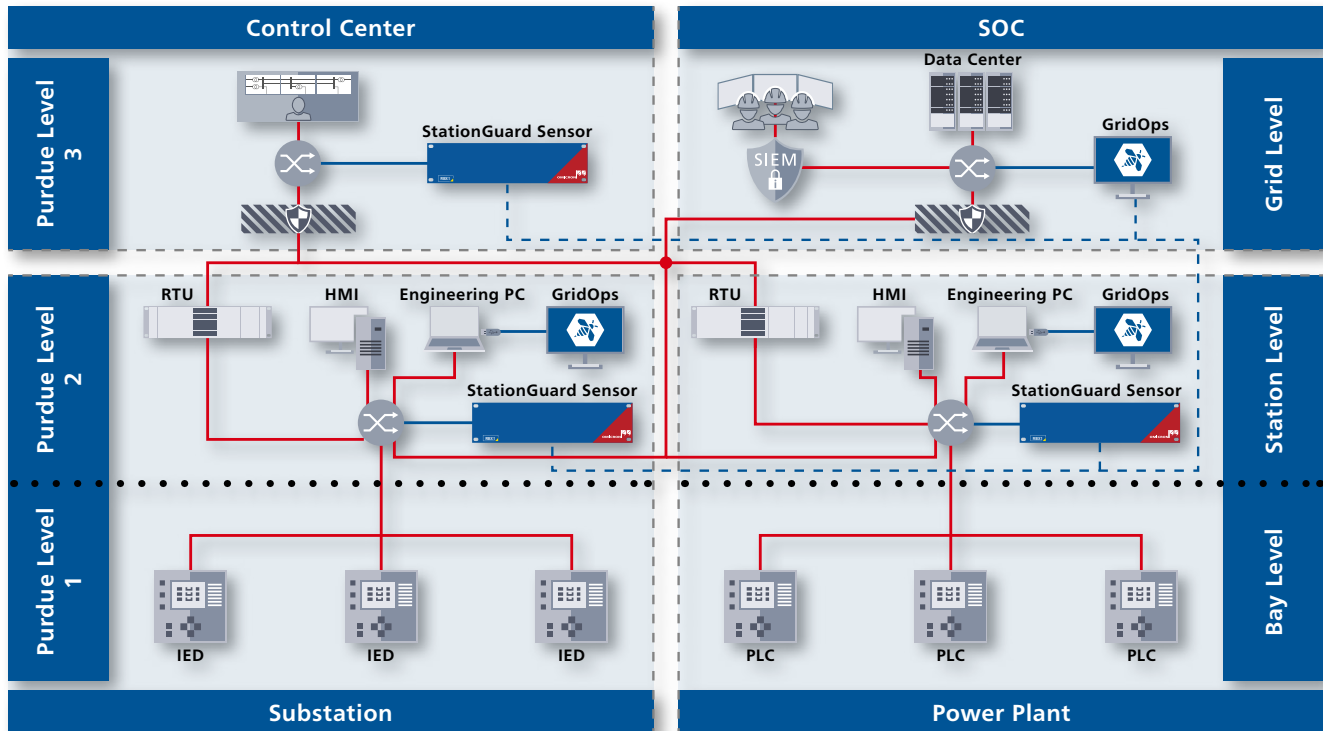 Control Center
SOC
Purdue Level
3
StationGuard Sensor
Data Center
SIEM
GridOps
Grid Level
Purdue Level
2
RTU
HMI
Engineering PC
GridOps
StationGuard Sensor
RTU
HMI
Engineering PC
GridOps
StationGuard Sensor
Station Level
Purdue Level
1
IED
IED
IED
PLC
PLC
PLC
Bay Level
Substation
Power Plant